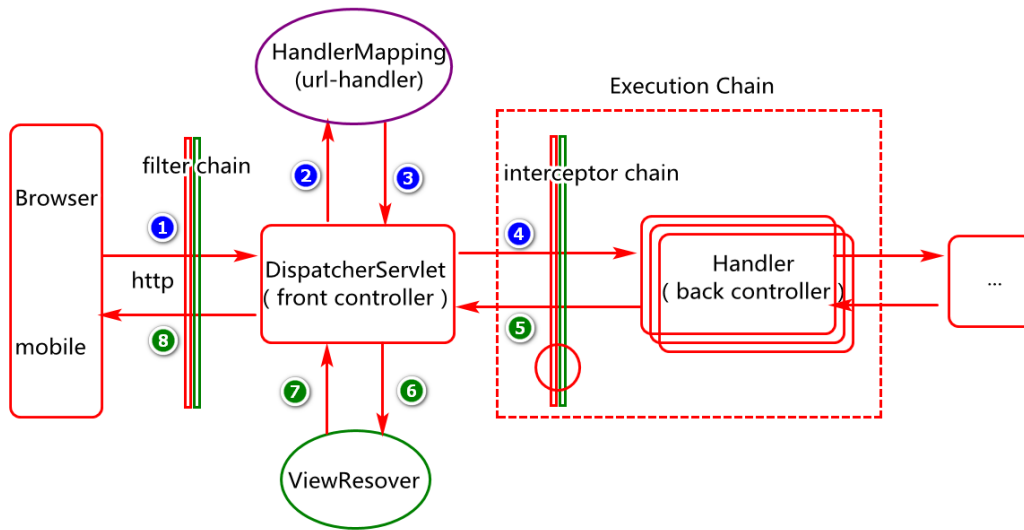 HandlerMapping
(url-handler)
Execution Chain
filter chain
2
3
interceptor chain
Browser
1
4
http
DispatcherServlet
( front controller )
Handler
( back controller )
...
mobile
8
5
7
6
ViewResover